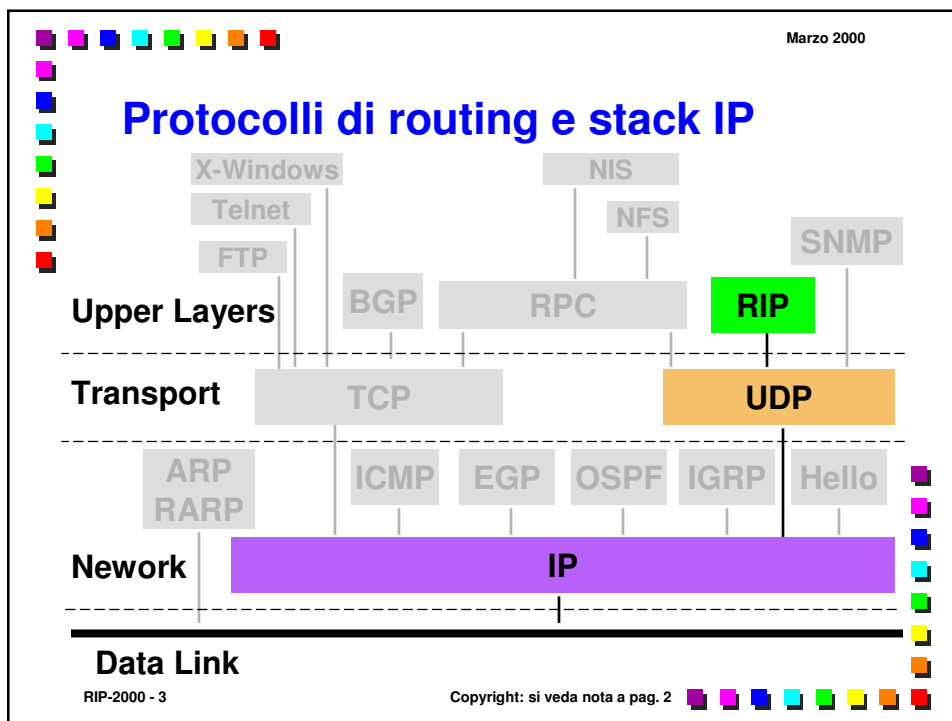 Marzo 2000
Protocolli di routing e stack IP
X-Windows
NIS
Telnet
NFS
SNMP
FTP
BGP
RPC
RIP
Upper Layers
Transport
TCP
UDP
ARP
RARP
ICMP
EGP
OSPF
IGRP
Hello
Nework
IP
Data Link
RIP-2000 - 3
Copyright: si veda nota a pag. 2